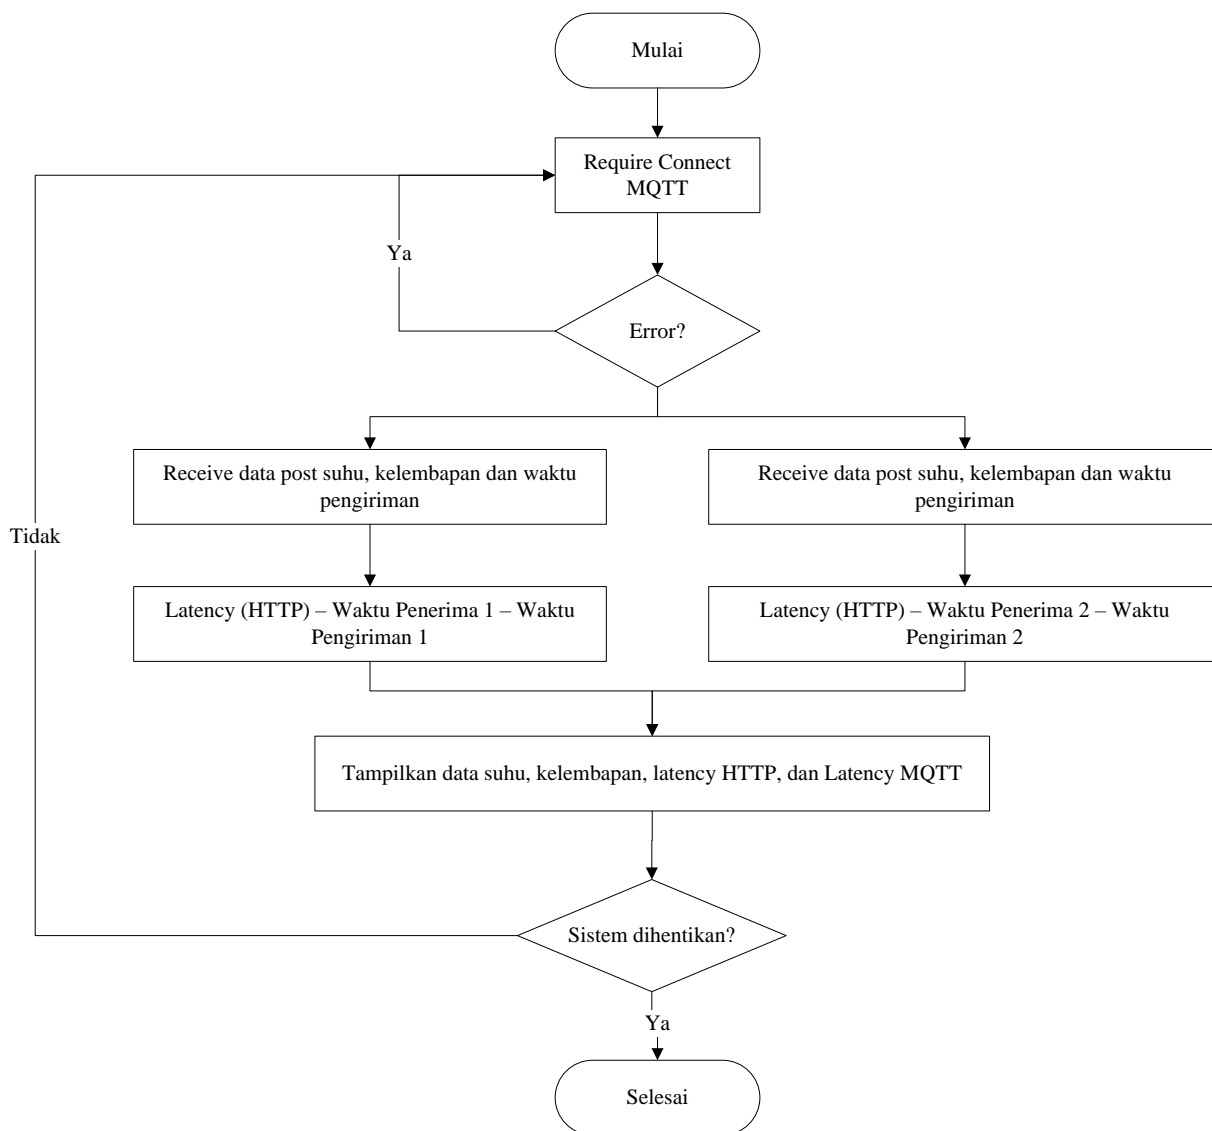 Mulai
Require Connect
MQTT
Ya
Error?
Receive data post suhu, kelembapan dan waktu
pengiriman
Receive data post suhu, kelembapan dan waktu
pengiriman
Tidak
Latency (HTTP) – Waktu Penerima 1 – Waktu
Pengiriman 1
Latency (HTTP) – Waktu Penerima 2 – Waktu
Pengiriman 2
Tampilkan data suhu, kelembapan, latency HTTP, dan Latency MQTT
Sistem dihentikan?
Ya
Selesai